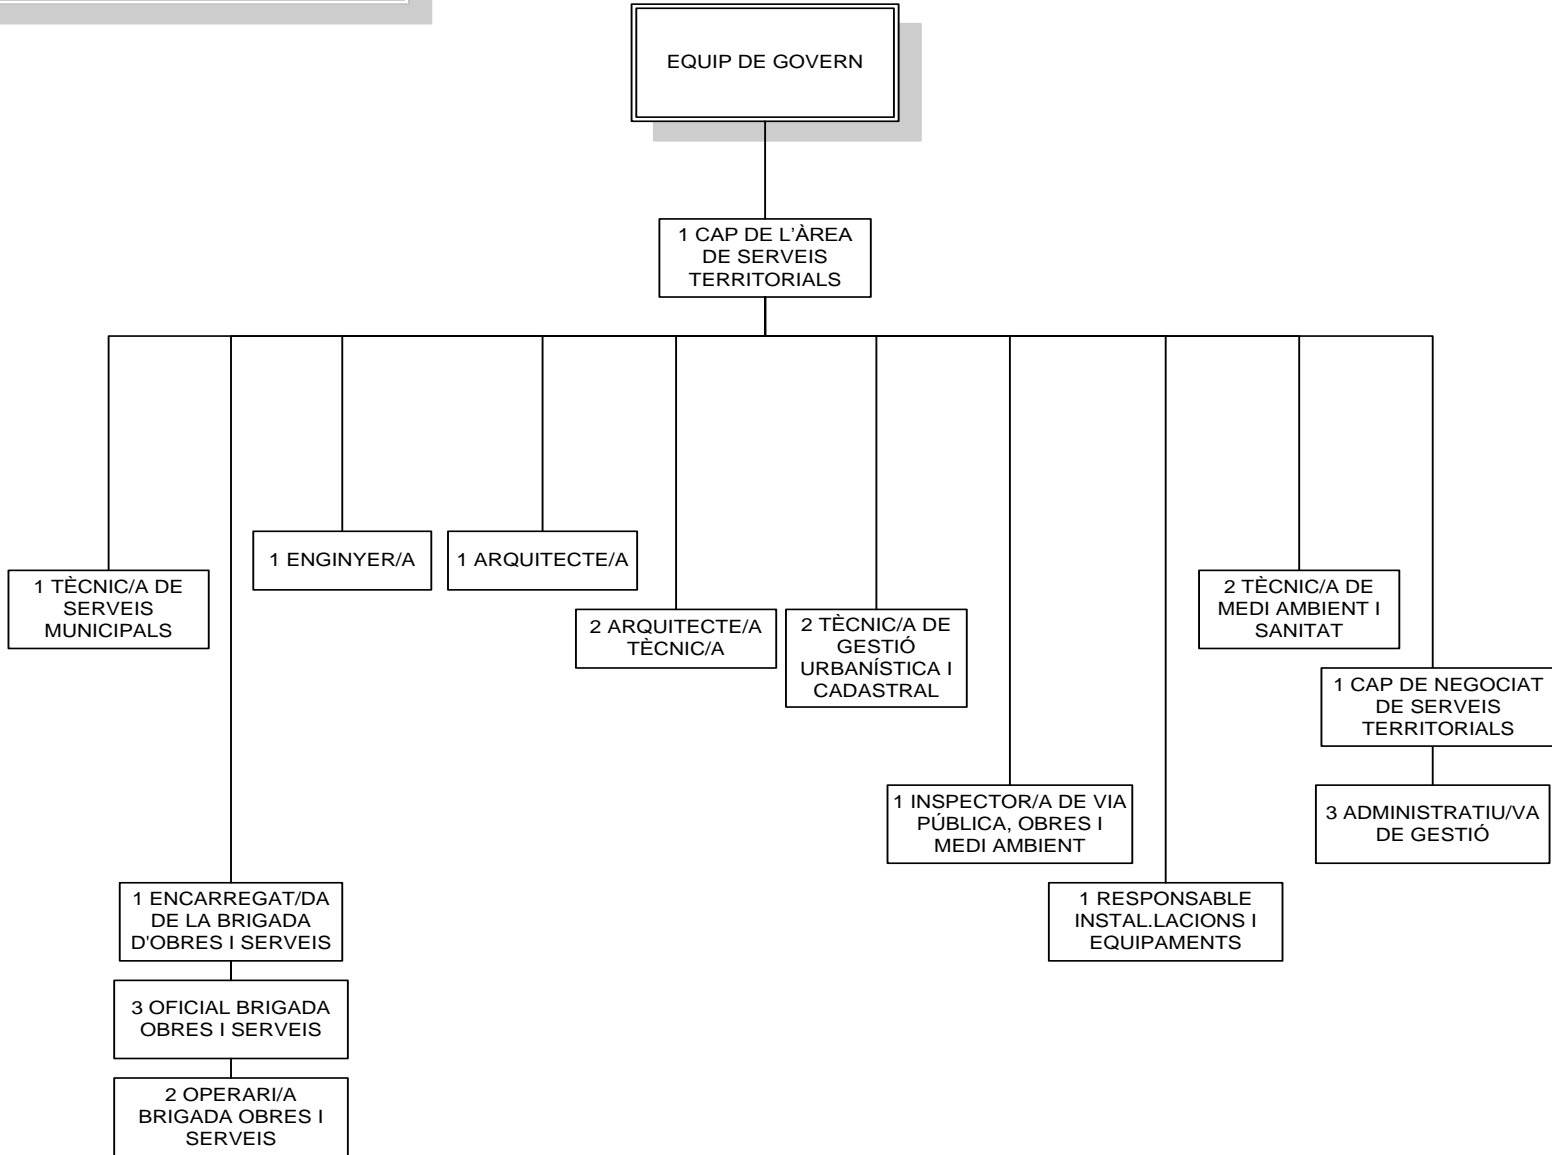 EQUIP DE GOVERN
1 CAP DE L'ÀREA
DE SERVEIS
TERRITORIALS
1 TÈCNIC/A DE
SERVEIS
MUNICIPALS
1 ENGINYER/A
1 ARQUITECTE/A
2 ARQUITECTE/A
TÈCNIC/A
2 TÈCNIC/A DE
GESTIÓ
URBANÍSTICA I
CADASTRAL
2 TÈCNIC/A DE
MEDI AMBIENT I
SANITAT
1 CAP DE NEGOCIAT
DE SERVEIS
TERRITORIALS
1 INSPECTOR/A DE VIA
PÚBLICA, OBRES I
MEDI AMBIENT
3 ADMINISTRATIU/VA
DE GESTIÓ
1 ENCARREGAT/DA
DE LA BRIGADA
D'OBRES I SERVEIS
1 RESPONSABLE
INSTAL.LACIONS I
EQUIPAMENTS
3 OFICIAL BRIGADA
OBRES I SERVEIS
2 OPERARI/A
BRIGADA OBRES I
SERVEIS